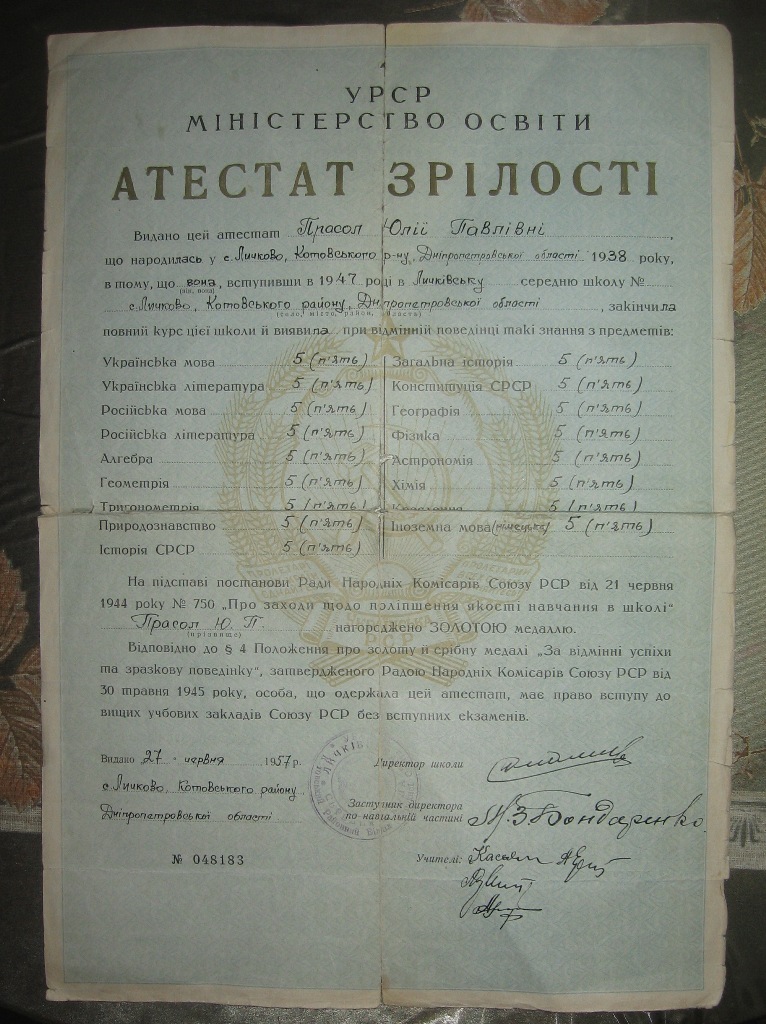 УРСР
МІНІСТЕРСТВО ОСВІТИ
АТЕСТАТ ЗРІЛОСТІ
Видано цей атестат Прасол Юлії Павлівні,
що народилась у с. Личково, Котовського р-ну, Дніпропетровської області 1938 року,
в тому, що вона, вступивши в 1947 році в Личківську середню школу №
(він, вона)
с. Личково, Котовського району, Дніпропетровської області, закінчила
(село, місто, район, область)
повний курс цієї школи й виявила при відмінній поведінці такі знання з предметів:
Українська мова 5 (п'ять)
Українська література 5 (п'ять)
Російська мова 5 (п'ять)
Російська література 5 (п'ять)
Алгебра 5 (п'ять)
Геометрія 5 (п'ять)
Тригонометрія 5 (п'ять)
Природознавство 5 (п'ять)
Історія СРСР 5 (п'ять)
Загальна історія 5 (п'ять)
Конституція СРСР 5 (п'ять)
Географія 5 (п'ять)
Фізика 5 (п'ять)
Астрономія 5 (п'ять)
Хімія 5 (п'ять)
5 (п'ять)
Іноземна мова (німецька) 5 (п'ять)
На підставі постанови Ради Народніх Комісарів Союзу РСР від 21 червня
1944 року № 750 „Про заходи щодо поліпшення якості навчання в школі“
Прасол Ю. П. нагороджено ЗОЛОТОЮ медаллю.
(прізвище)
Відповідно до § 4 Положення про золоту й срібну медалі „За відмінні успіхи
та зразкову поведінку“, затвердженого Радою Народніх Комісарів Союзу РСР від
30 травня 1945 року, особа, що одержала цей атестат, має право вступу до
вищих учбових закладів Союзу РСР без вступних екзаменів.
Видано „27“ червня 1957 р.
с. Личково, Котовського району
Дніпропетровської області
№ 048183
Директор школи
Заступник директора
по навчальній частині М. З. Бондаренко
Учителі: